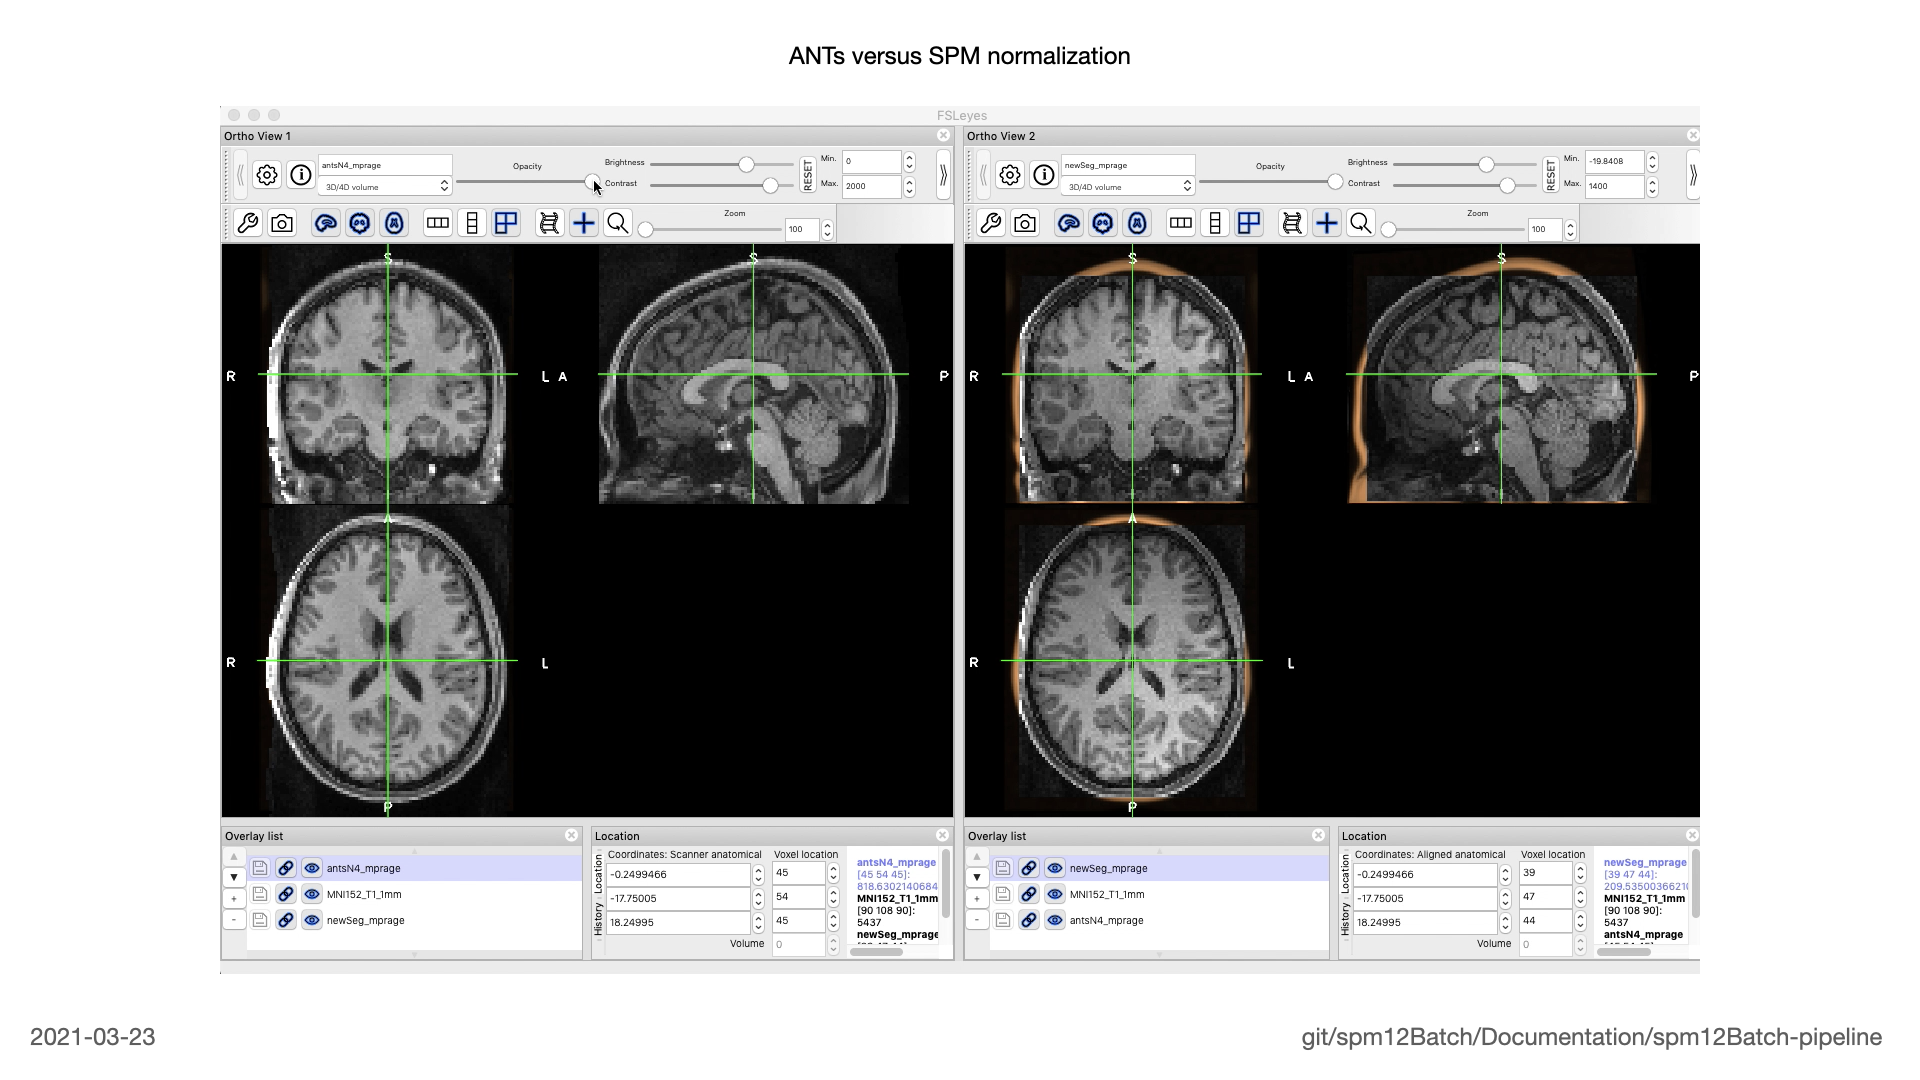 ANTs versus SPM normalization
FSLeyes
Ortho View 1
antsN4_mprage
3D/4D volume
Opacity
Brightness
Contrast
RESET
Min. 0
Max. 2000
Zoom
100
S
R
L
A
P
A
R
L
P
Overlay list
antsN4_mprage
MNI152_T1_1mm
newSeg_mprage
Location
History Location
Coordinates: Scanner anatomical
-0.2499466
-17.75005
18.24995
Voxel location
45
54
45
Volume 0
antsN4_mprage
[45 54 45]:
818.6302140684
MNI152_T1_1mm
[90 108 90]:
5437
newSeg_mprage
Ortho View 2
newSeg_mprage
3D/4D volume
Opacity
Brightness
Contrast
RESET
Min. -19.8408
Max. 1400
Zoom
100
S
R
L
S
A
P
A
R
L
P
Overlay list
newSeg_mprage
MNI152_T1_1mm
antsN4_mprage
Location
History Location
Coordinates: Aligned anatomical
-0.2499466
-17.75005
18.24995
Voxel location
39
47
44
Volume 0
newSeg_mprage
[39 47 44]:
MNI152_T1_1mm
[90 108 90]:
5437
antsN4_mprage
2021-03-23
git/spm12Batch/Documentation/spm12Batch-pipeline